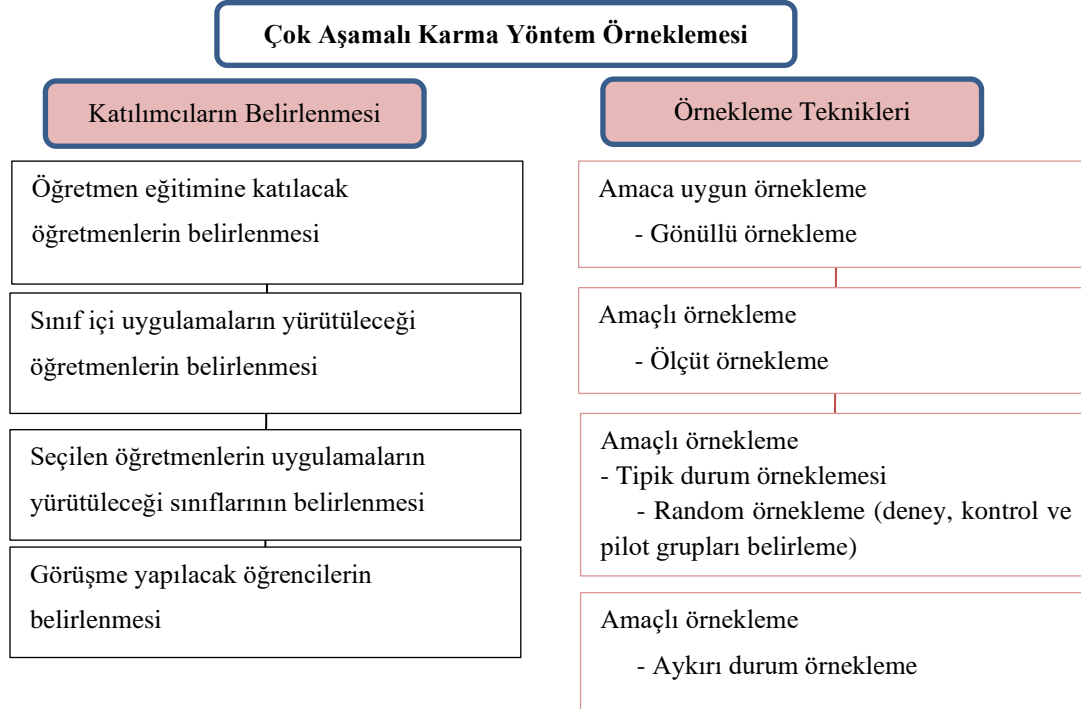 Çok Aşamalı Karma Yöntem Örneklemesi
Katılımcıların Belirlenmesi
Örnekleme Teknikleri
Öğretmen eğitimine katılacak
öğretmenlerin belirlenmesi
Amaca uygun örnekleme
- Gönüllü örnekleme
Sınıf içi uygulamaların yürütüleceği
öğretmenlerin belirlenmesi
Amaçlı örnekleme
- Ölçüt örnekleme
Seçilen öğretmenlerin uygulamaların
yürütüleceği sınıflarının belirlenmesi
Amaçlı örnekleme
- Tipik durum örneklemesi
- Random örnekleme (deney, kontrol ve
pilot grupları belirleme)
Görüşme yapılacak öğrencilerin
belirlenmesi
Amaçlı örnekleme
- Aykırı durum örnekleme